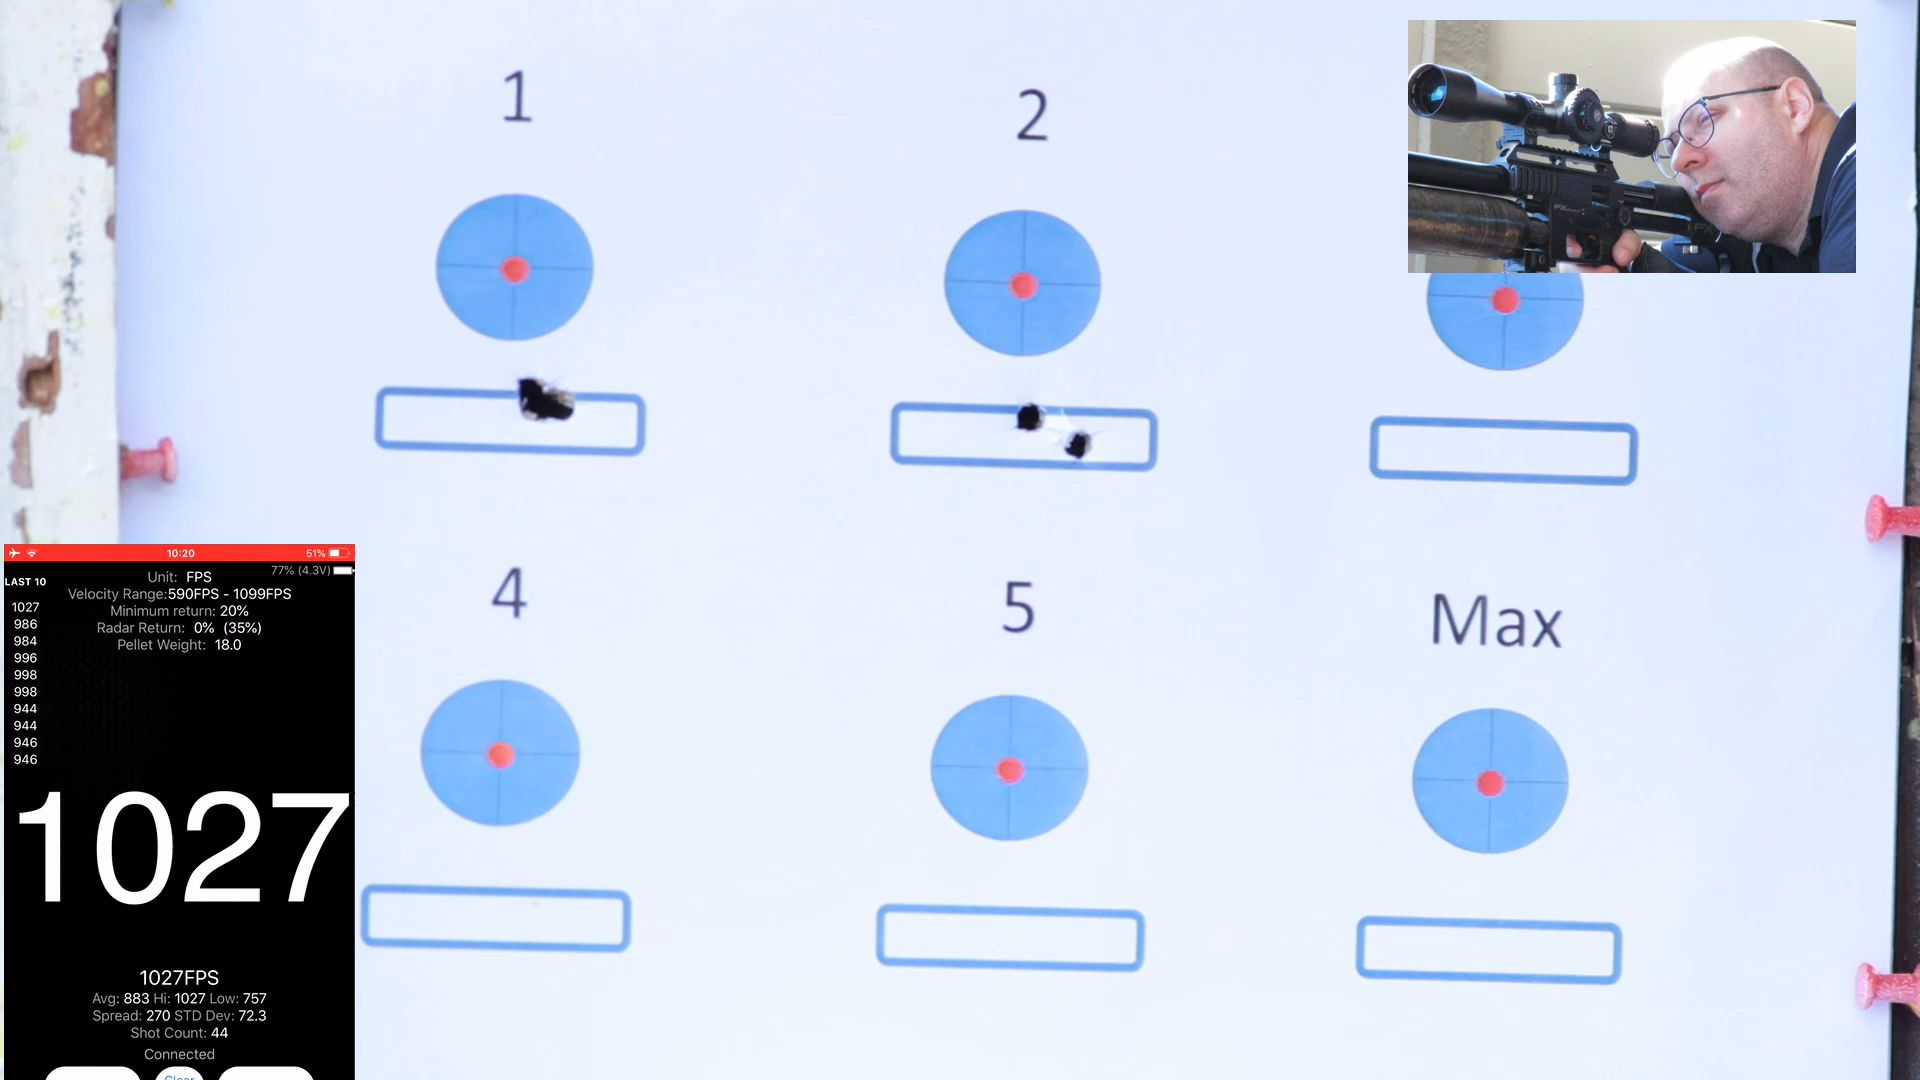 1
2
4
5
Max
10:20
51%
77% (4.3V)
LAST 10
Unit: FPS
Velocity Range:590FPS - 1099FPS
Minimum return: 20%
Radar Return: 0% (35%)
Pellet Weight: 18.0
1027
986
984
996
998
998
944
944
946
946
1027
1027FPS
Avg: 883 Hi: 1027 Low: 757
Spread: 270 STD Dev: 72.3
Shot Count: 44
Connected
Clear
FX